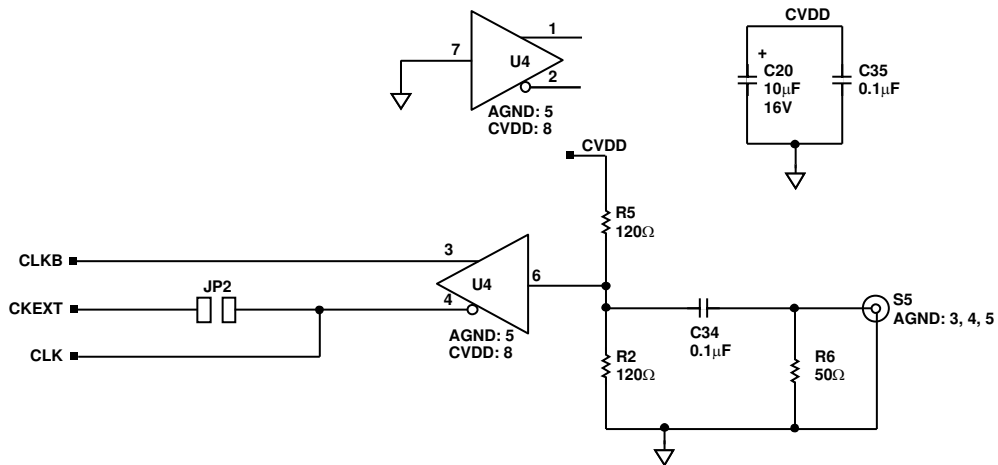 1
7
U4
2
AGND: 5
CVDD: 8
CVDD
+
C20
10µF
16V
C35
0.1µF
CVDD
R5
120Ω
CLKB
3
U4
6
CKEXT
JP2
4
AGND: 5
CVDD: 8
CLK
C34
0.1µF
S5
AGND: 3, 4, 5
R2
120Ω
R6
50Ω